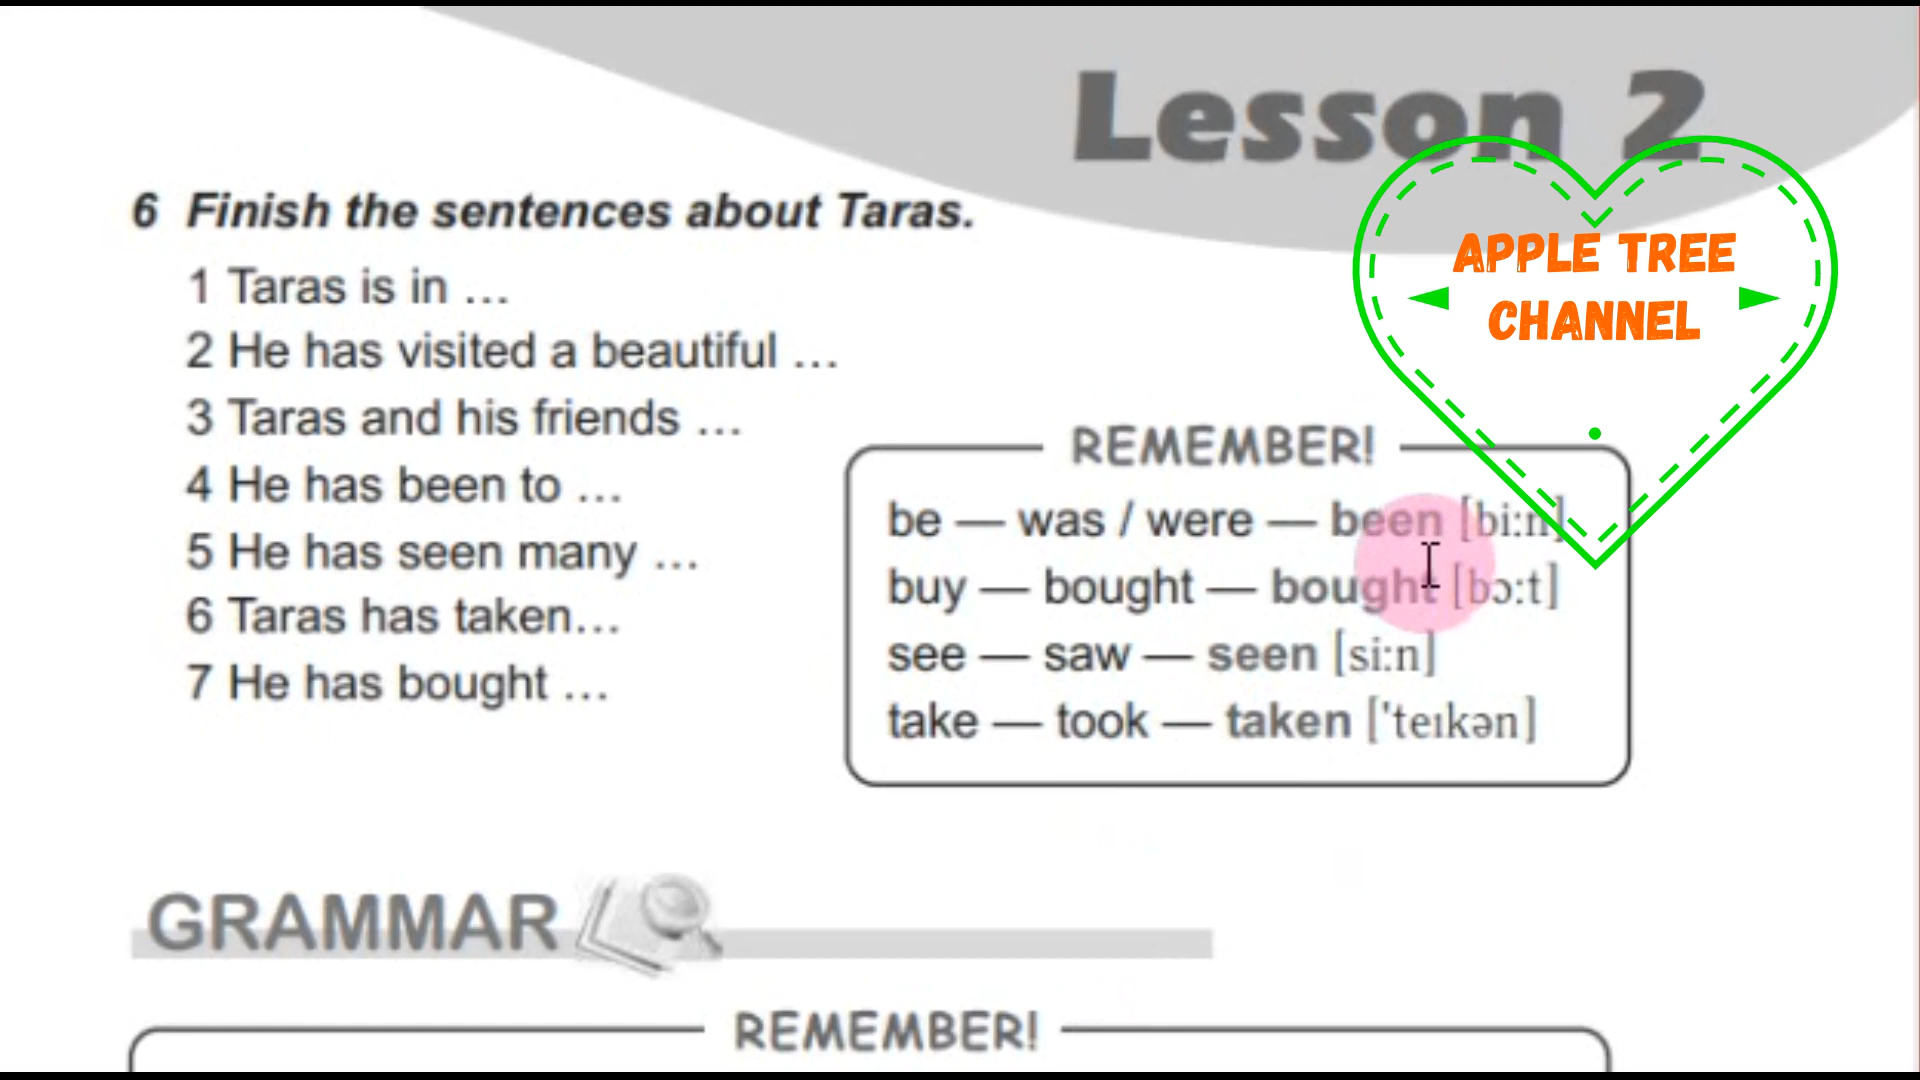 Lesson 2
APPLE TREE
CHANNEL
6 Finish the sentences about Taras.
1 Taras is in …
2 He has visited a beautiful …
3 Taras and his friends …
4 He has been to …
5 He has seen many …
6 Taras has taken…
7 He has bought …
REMEMBER!
be — was / were — been [bi:n]
buy — bought — bought [bɔ:t]
see — saw — seen [si:n]
take — took — taken ['teɪkən]
GRAMMAR
REMEMBER!